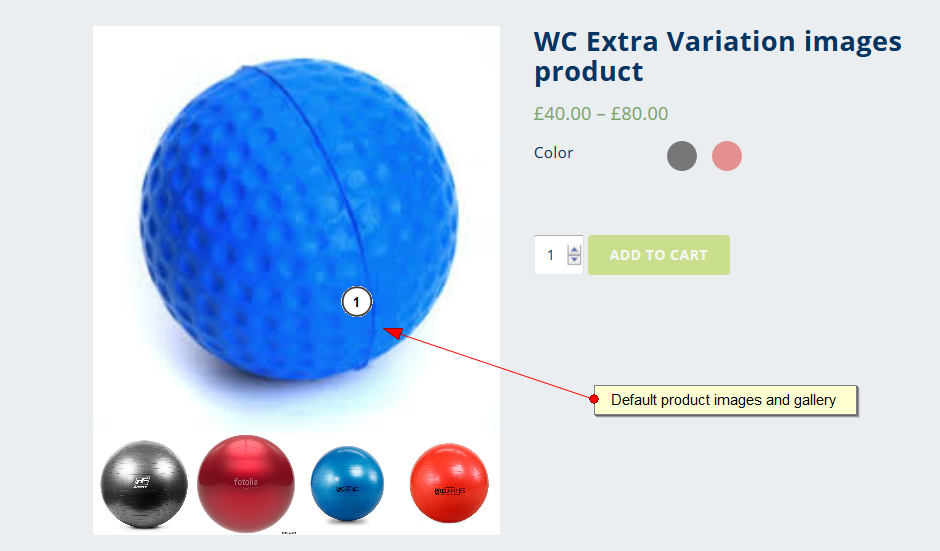 WC Extra Variation images
product
£40.00 – £80.00
Color
1
ADD TO CART
1
Default product images and gallery
fotolia